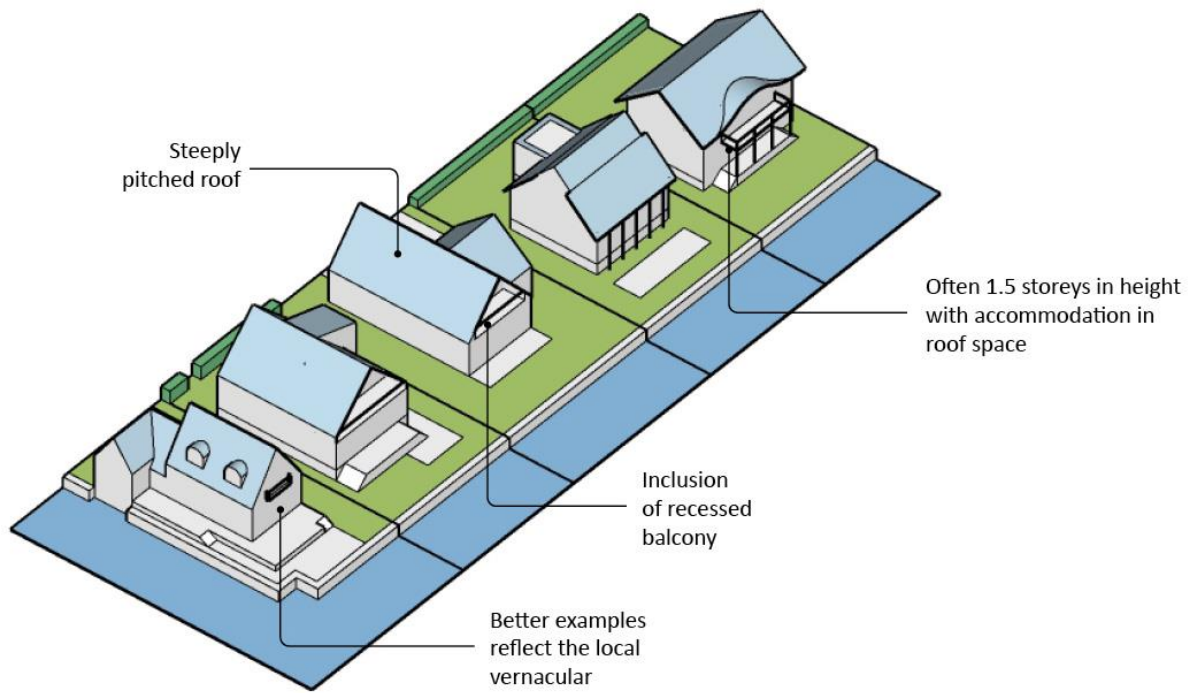 Steeply
pitched roof
Often 1.5 storeys in height
with accommodation in
roof space
Inclusion
of recessed
balcony
Better examples
reflect the local
vernacular